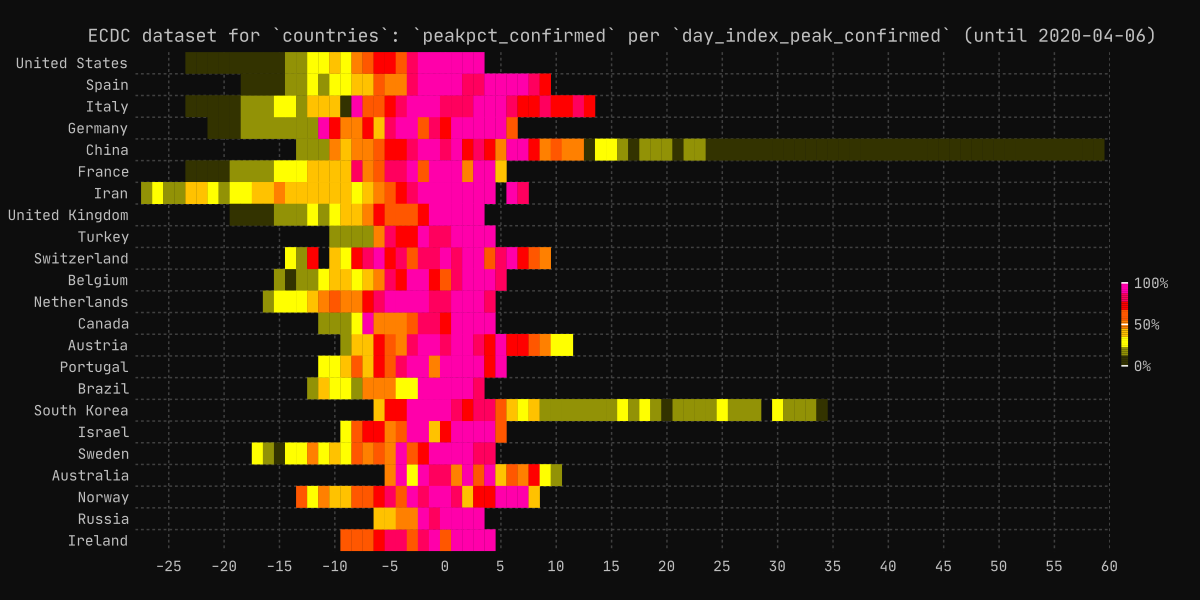 ECDC dataset for `countries`: `peakpct_confirmed` per `day_index_peak_confirmed` (until 2020-04-06)
United States
Spain
Italy
Germany
China
France
Iran
United Kingdom
Turkey
Switzerland
Belgium
Netherlands
Canada
Austria
Portugal
Brazil
South Korea
Israel
Sweden
Australia
Norway
Russia
Ireland
100%
50%
0%
-25 -20 -15 -10 -5 0 5 10 15 20 25 30 35 40 45 50 55 60